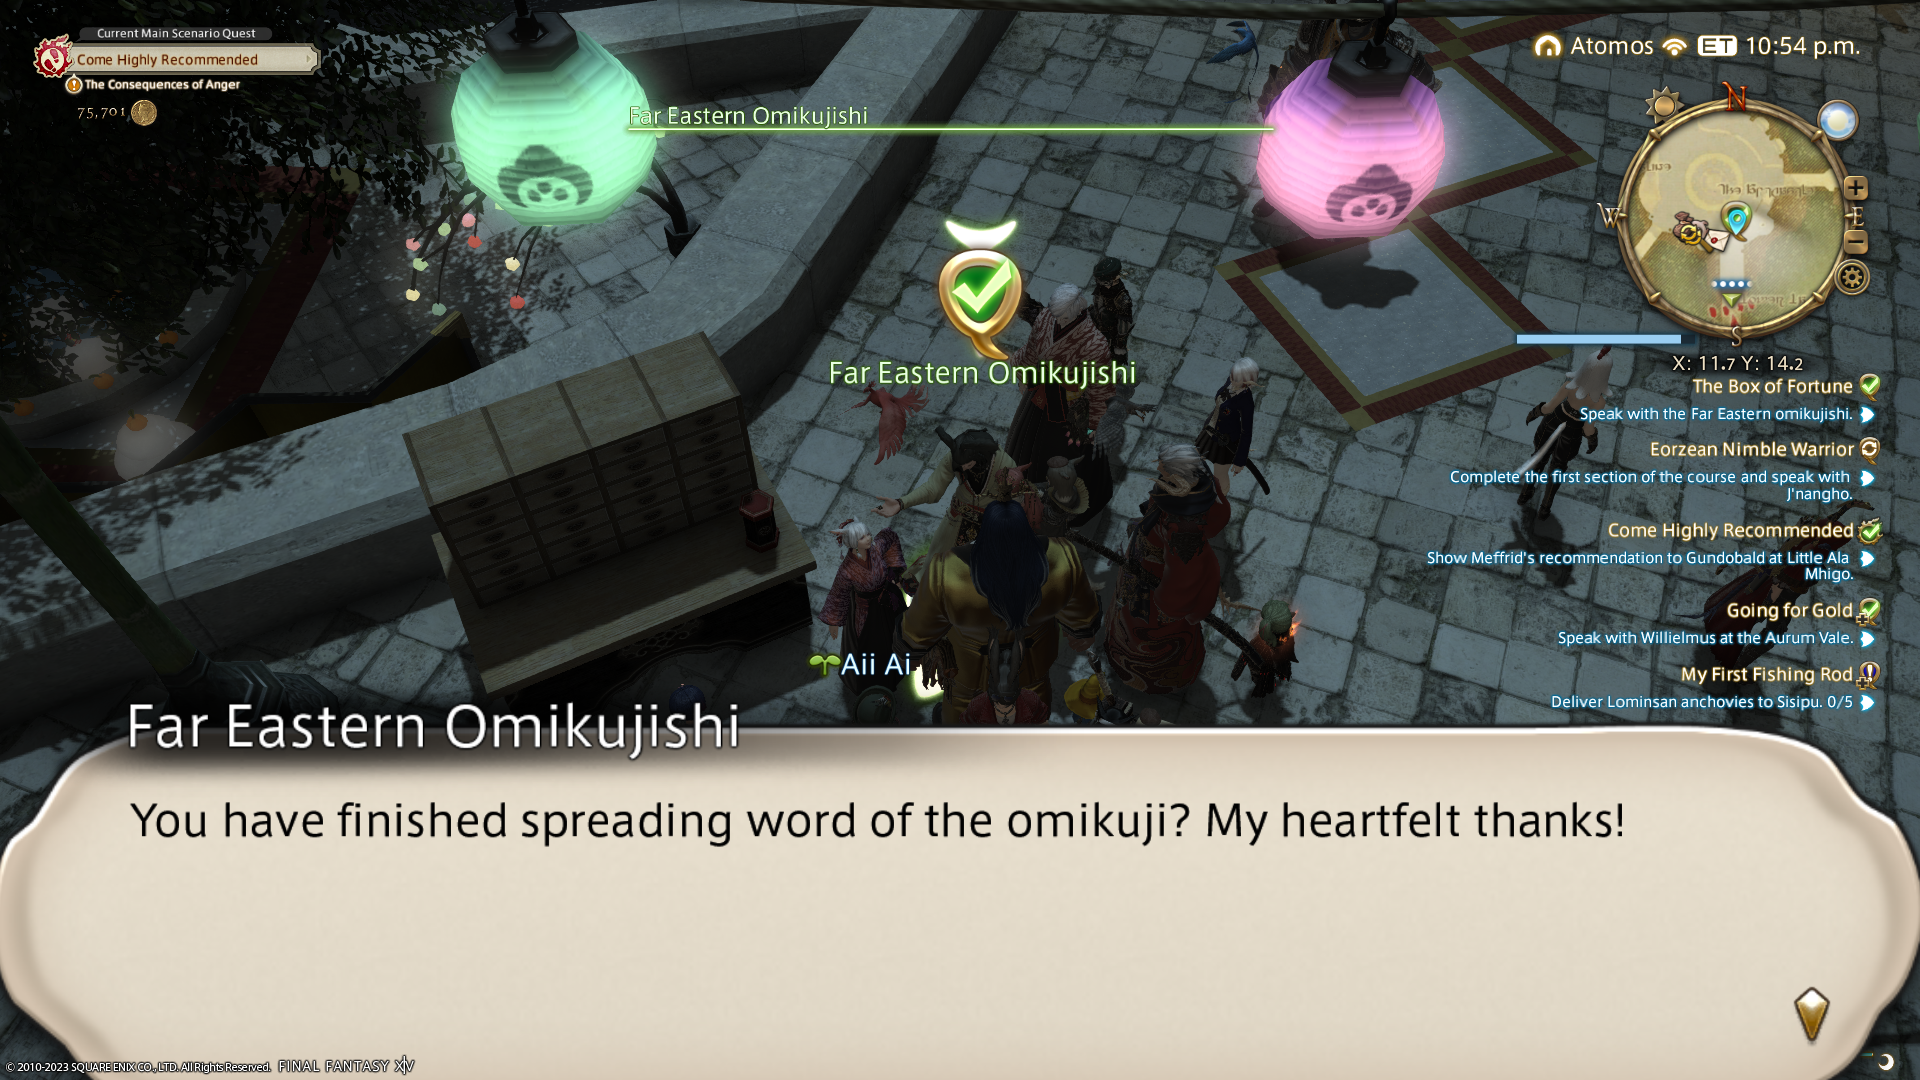 Current Main Scenario Quest
Come Highly Recommended
The Consequences of Anger
75,701
Far Eastern Omikujishi
Atomos ET 10:54 p.m.
N
W
E
S
X: 11.7 Y: 14.2
The Box of Fortune
Speak with the Far Eastern omikujishi.
Eorzean Nimble Warrior
Complete the first section of the course and speak with
J'nangho.
Come Highly Recommended
Show Meffrid's recommendation to Gundobald at Little Ala
Mhigo.
Going for Gold
Speak with Willielmus at the Aurum Vale.
My First Fishing Rod
Deliver Lominsan anchovies to Sisipu. 0/5
Far Eastern Omikujishi
Aii Ai
Far Eastern Omikujishi
You have finished spreading word of the omikuji? My heartfelt thanks!
© 2010-2023 SQUARE ENIX CO., LTD. All Rights Reserved. FINAL FANTASY XIV